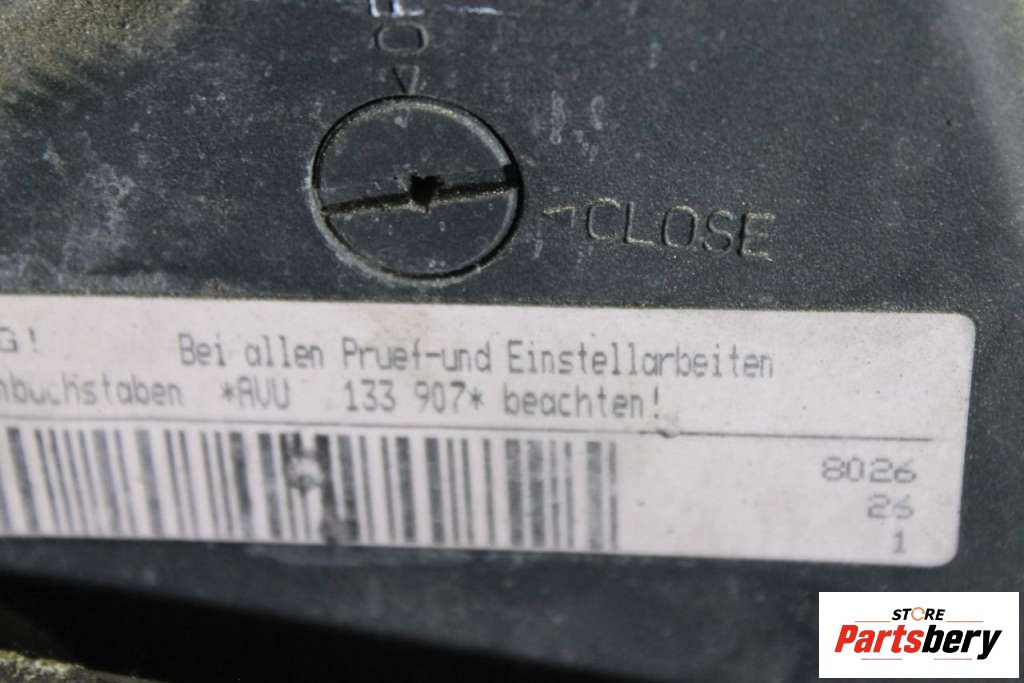 CLOSE
G! Bei allen Pruef-und Einstellarbeiten
nbuchstaben *AVU 133 907* beachten!
8026
26
1
STORE
Partsbery